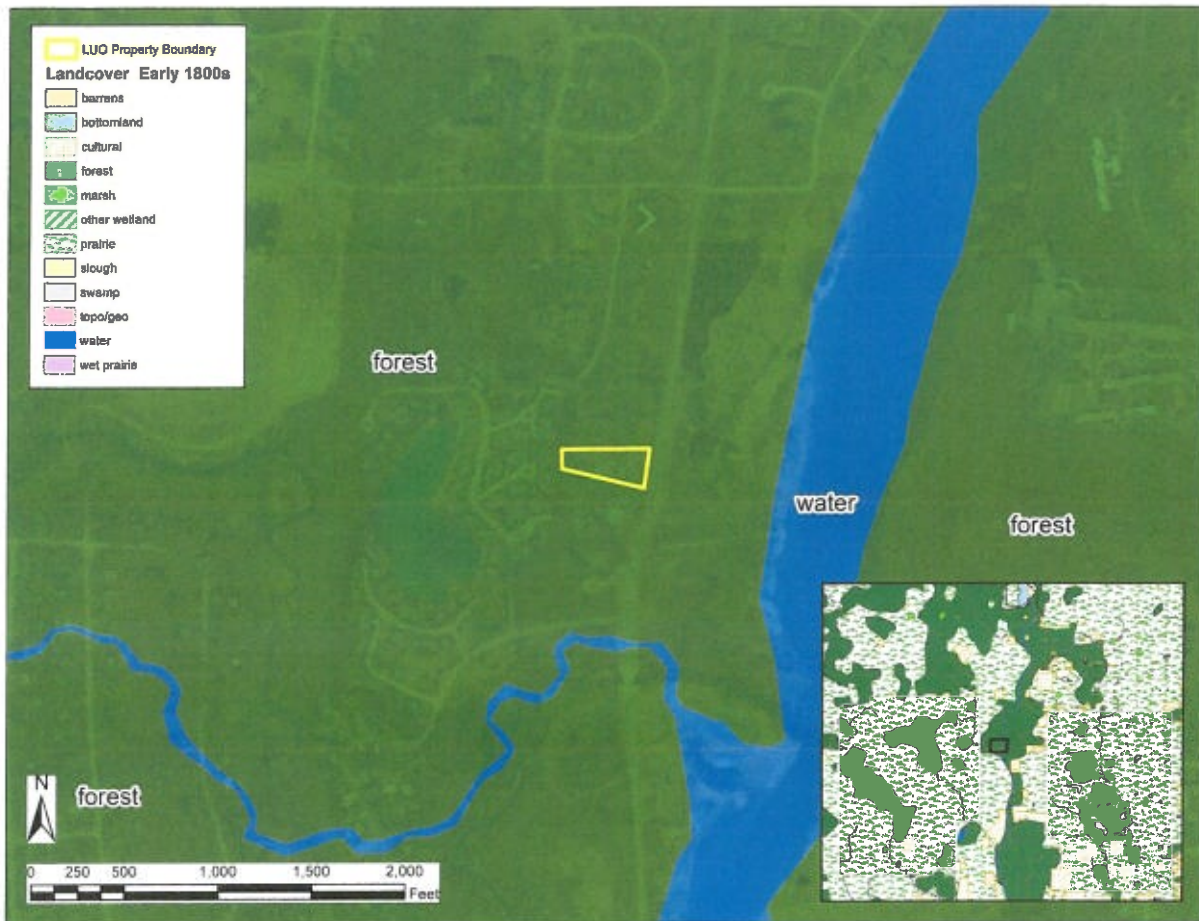 LUO Property Boundary
Landcover Early 1800s
barrens
bottomland
cultural
forest
marsh
other wetland
prairie
slough
swamp
topo/geo
water
wet prairie
forest
water
forest
forest
N
0 250 500 1,000 1,500 2,000
Feet